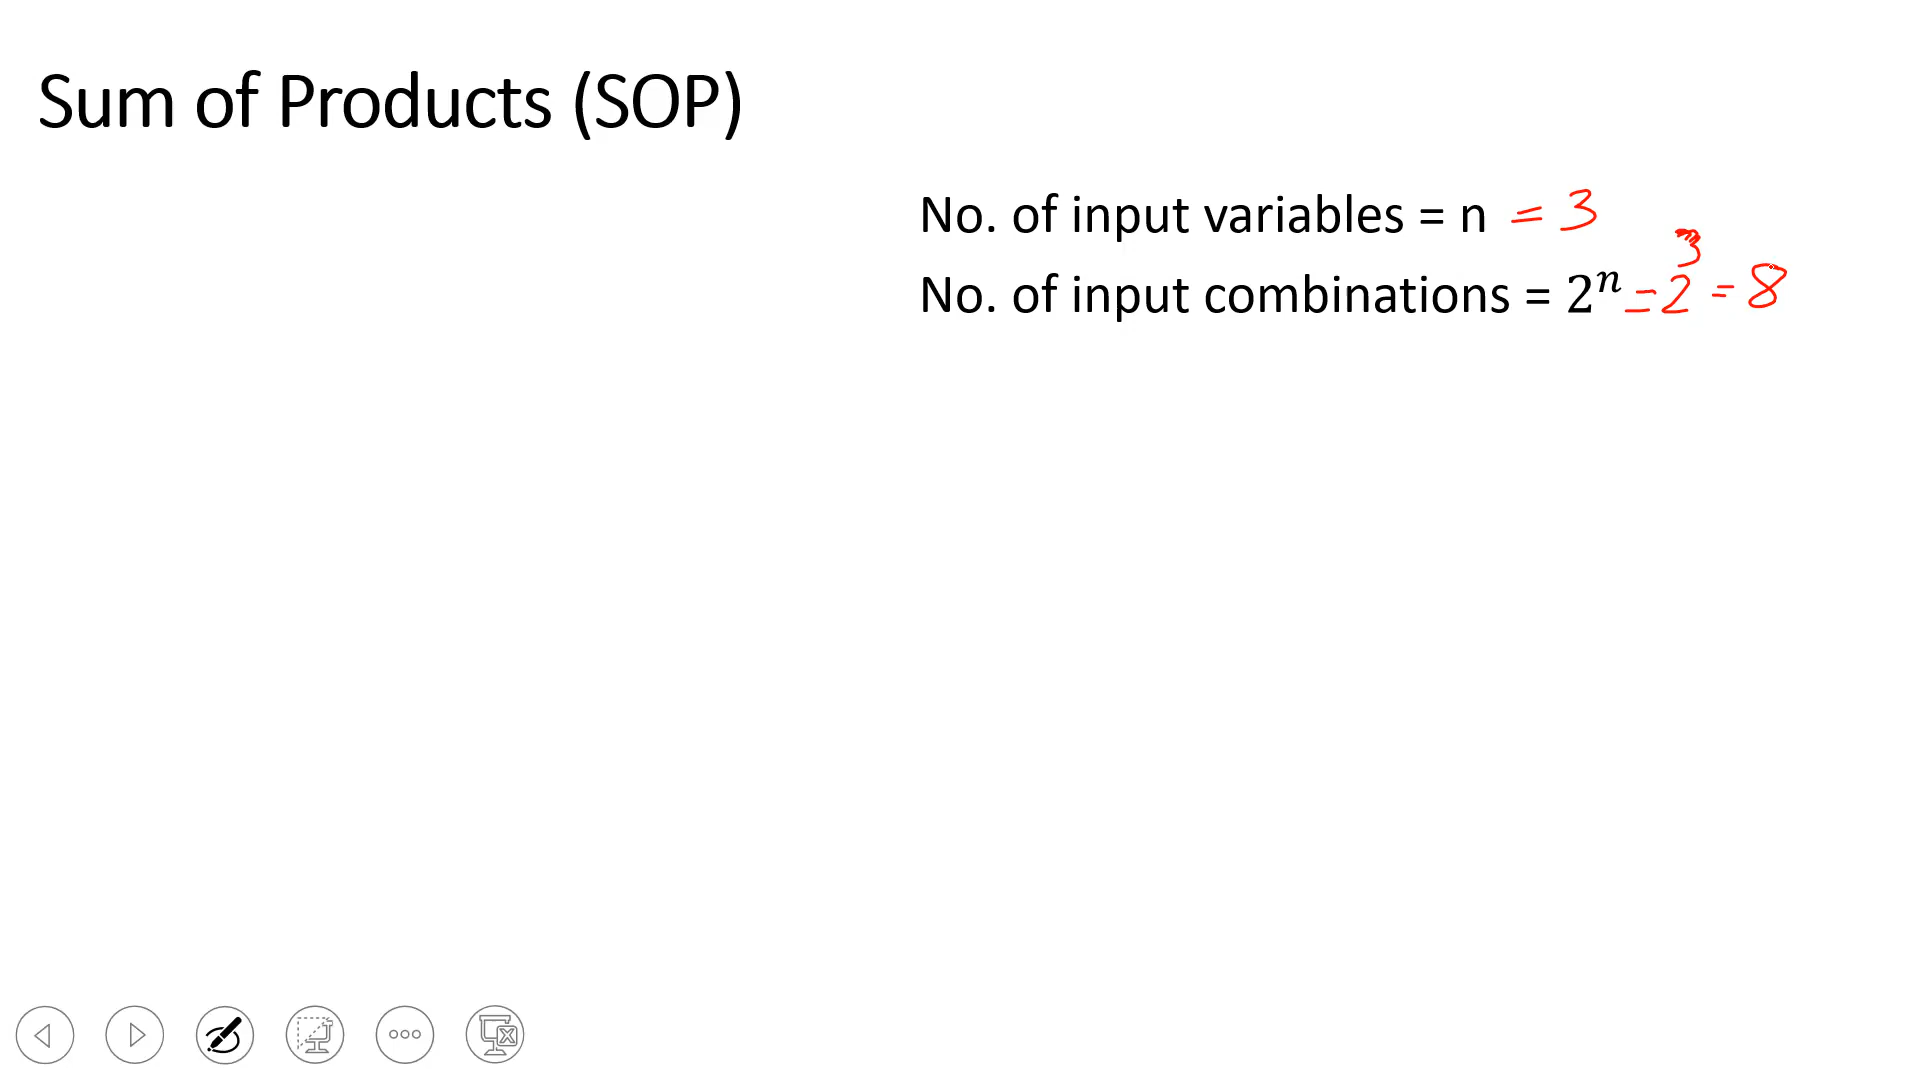 Sum of Products (SOP)
No. of input variables = n = 3
No. of input combinations = 2ⁿ = 2³ = 8